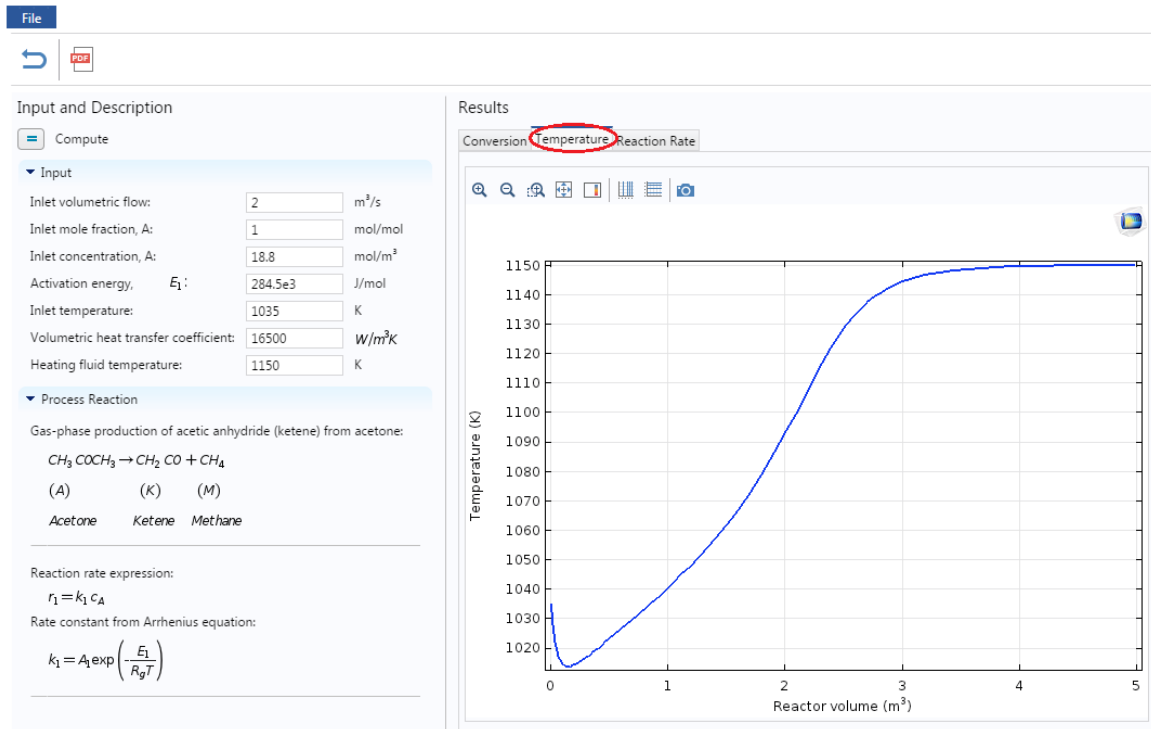 File
PDF
Input and Description
Compute
Input
Inlet volumetric flow: 2 m³/s
Inlet mole fraction, A: 1 mol/mol
Inlet concentration, A: 18.8 mol/m³
Activation energy, E₁: 284.5e3 J/mol
Inlet temperature: 1035 K
Volumetric heat transfer coefficient: 16500 W/m³K
Heating fluid temperature: 1150 K
Process Reaction
Gas-phase production of acetic anhydride (ketene) from acetone:
CH₃ COCH₃ → CH₂ CO + CH₄
(A) (K) (M)
Acetone Ketene Methane
Reaction rate expression:
r₁ = k₁ c_A
Rate constant from Arrhenius equation:
k₁ = A₁ exp(-E₁/(R_g T))
Results
Conversion Temperature Reaction Rate
1150
1140
1130
1120
1110
1100
1090
1080
1070
1060
1050
1040
1030
1020
Temperature (K)
0 1 2 3 4 5
Reactor volume (m³)